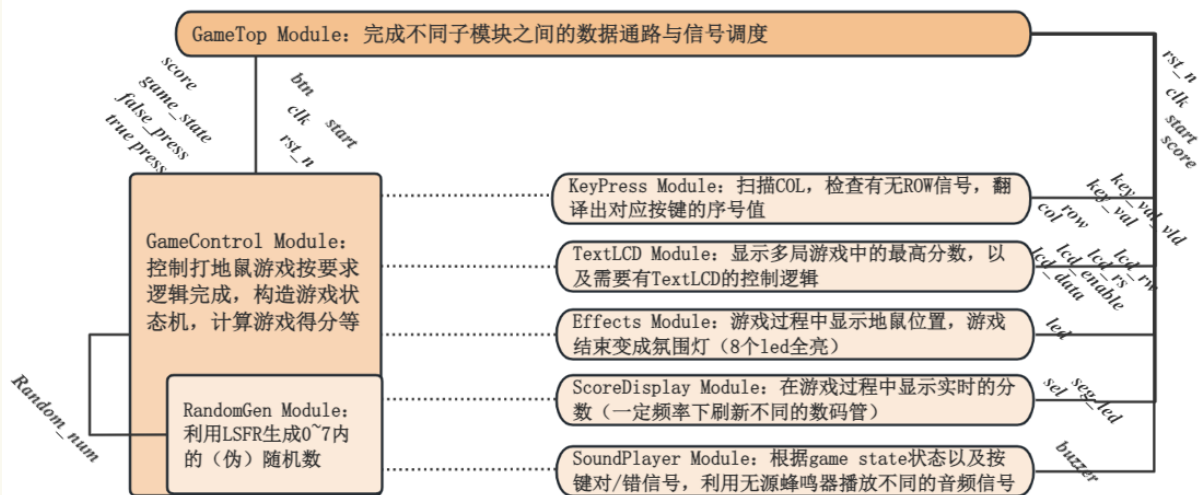 GameTop Module：完成不同子模块之间的数据通路与信号调度
score
game_state
false_press
true press
btn
clk
start
rst_n
rst_n
clk
start
score
GameControl Module：
控制打地鼠游戏按要求
逻辑完成，构造游戏状
态机，计算游戏得分等
Random_num
RandomGen Module：
利用LSFR生成0~7内
的（伪）随机数
KeyPress Module：扫描COL，检查有无ROW信号，翻
译出对应按键的序号值
key_val_vld
key_val
row
col
TextLCD Module：显示多局游戏中的最高分数，以
及需要有TextLCD的控制逻辑
lcd_rw
lcd_rs
lcd_enable
lcd_data
Effects Module：游戏过程中显示地鼠位置，游戏
结束变成氛围灯（8个led全亮）
led
ScoreDisplay Module：在游戏过程中显示实时的分
数（一定频率下刷新不同的数码管）
seg_led
sel
SoundPlayer Module：根据game state状态以及按
键对/错信号，利用无源蜂鸣器播放不同的音频信号
buzzer